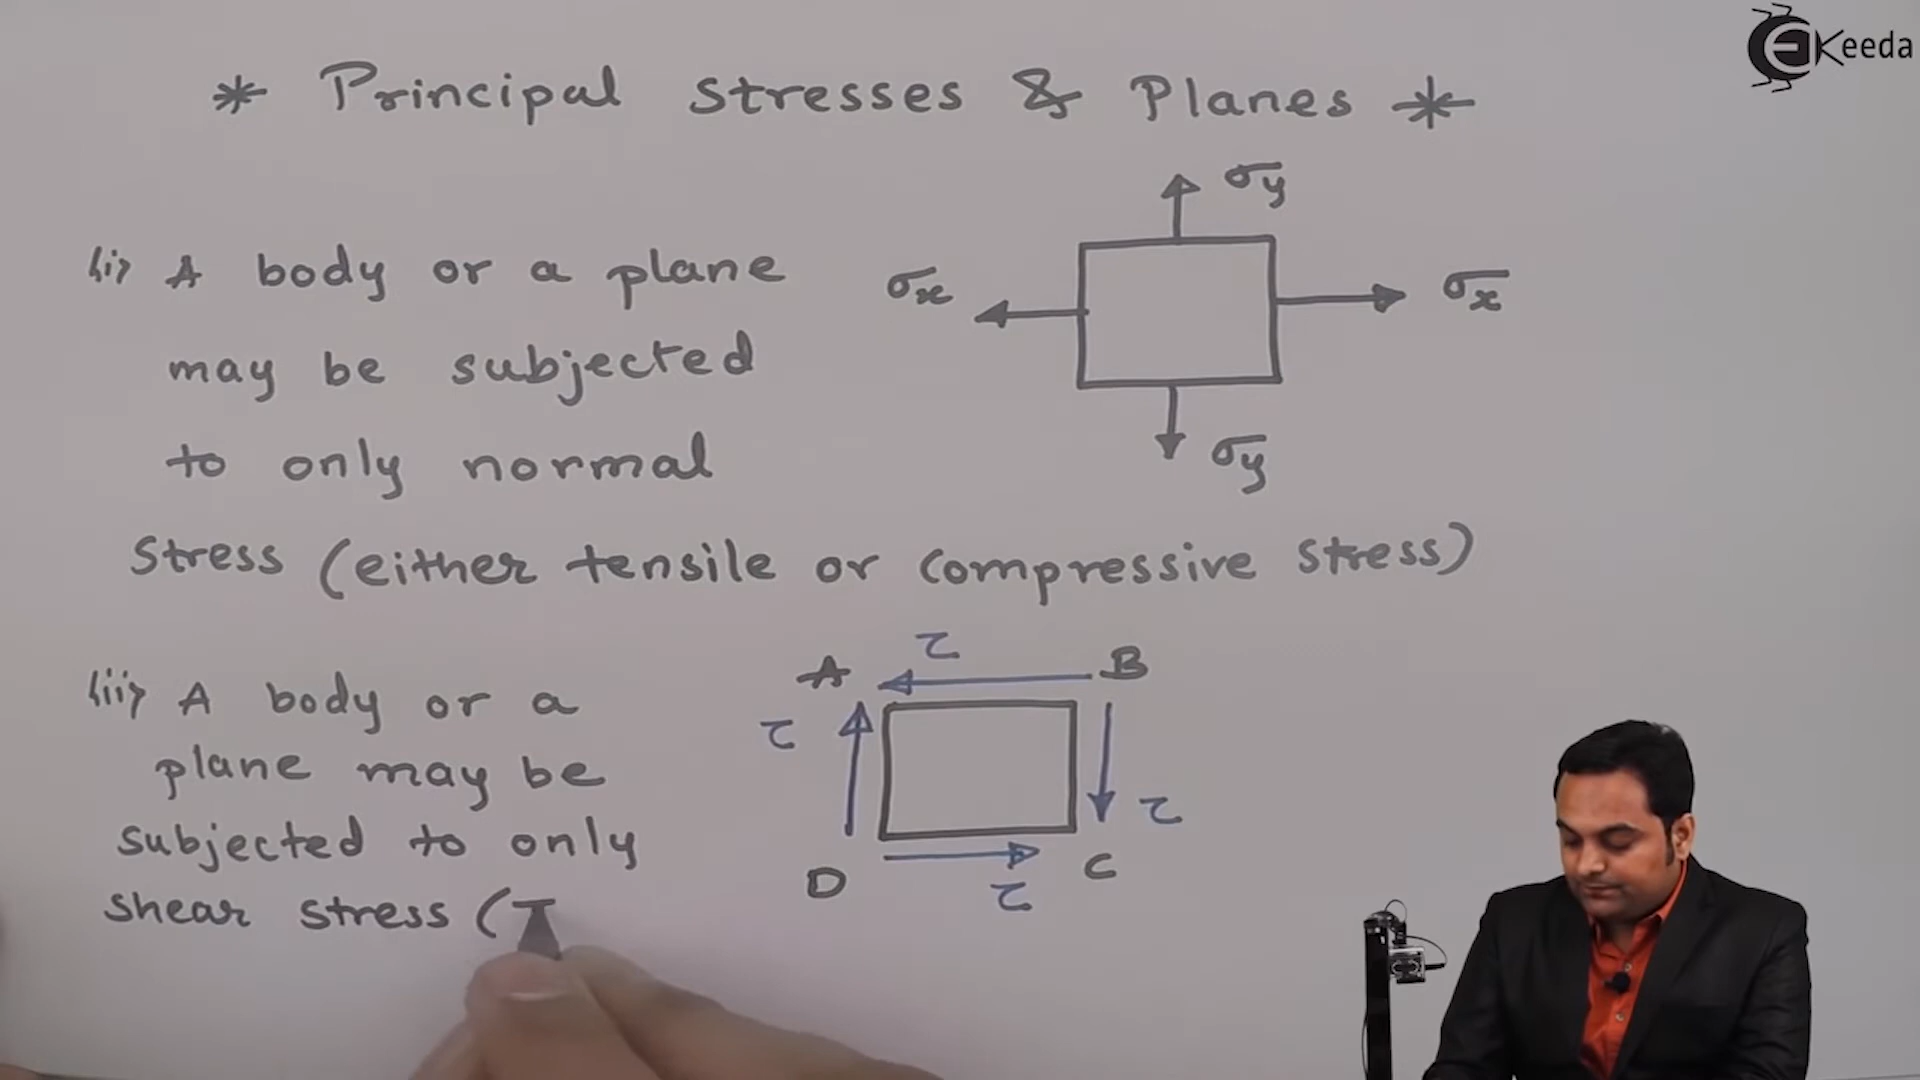 Keeda
* Principal Stresses & Planes *
σy
(i) A body or a plane
σx
σx
may be subjected
to only normal
σy
Stress (either tensile or compressive stress)
τ
A
B
(ii) A body or a
τ
plane may be
τ
subjected to only
D
C
τ
shear stress (